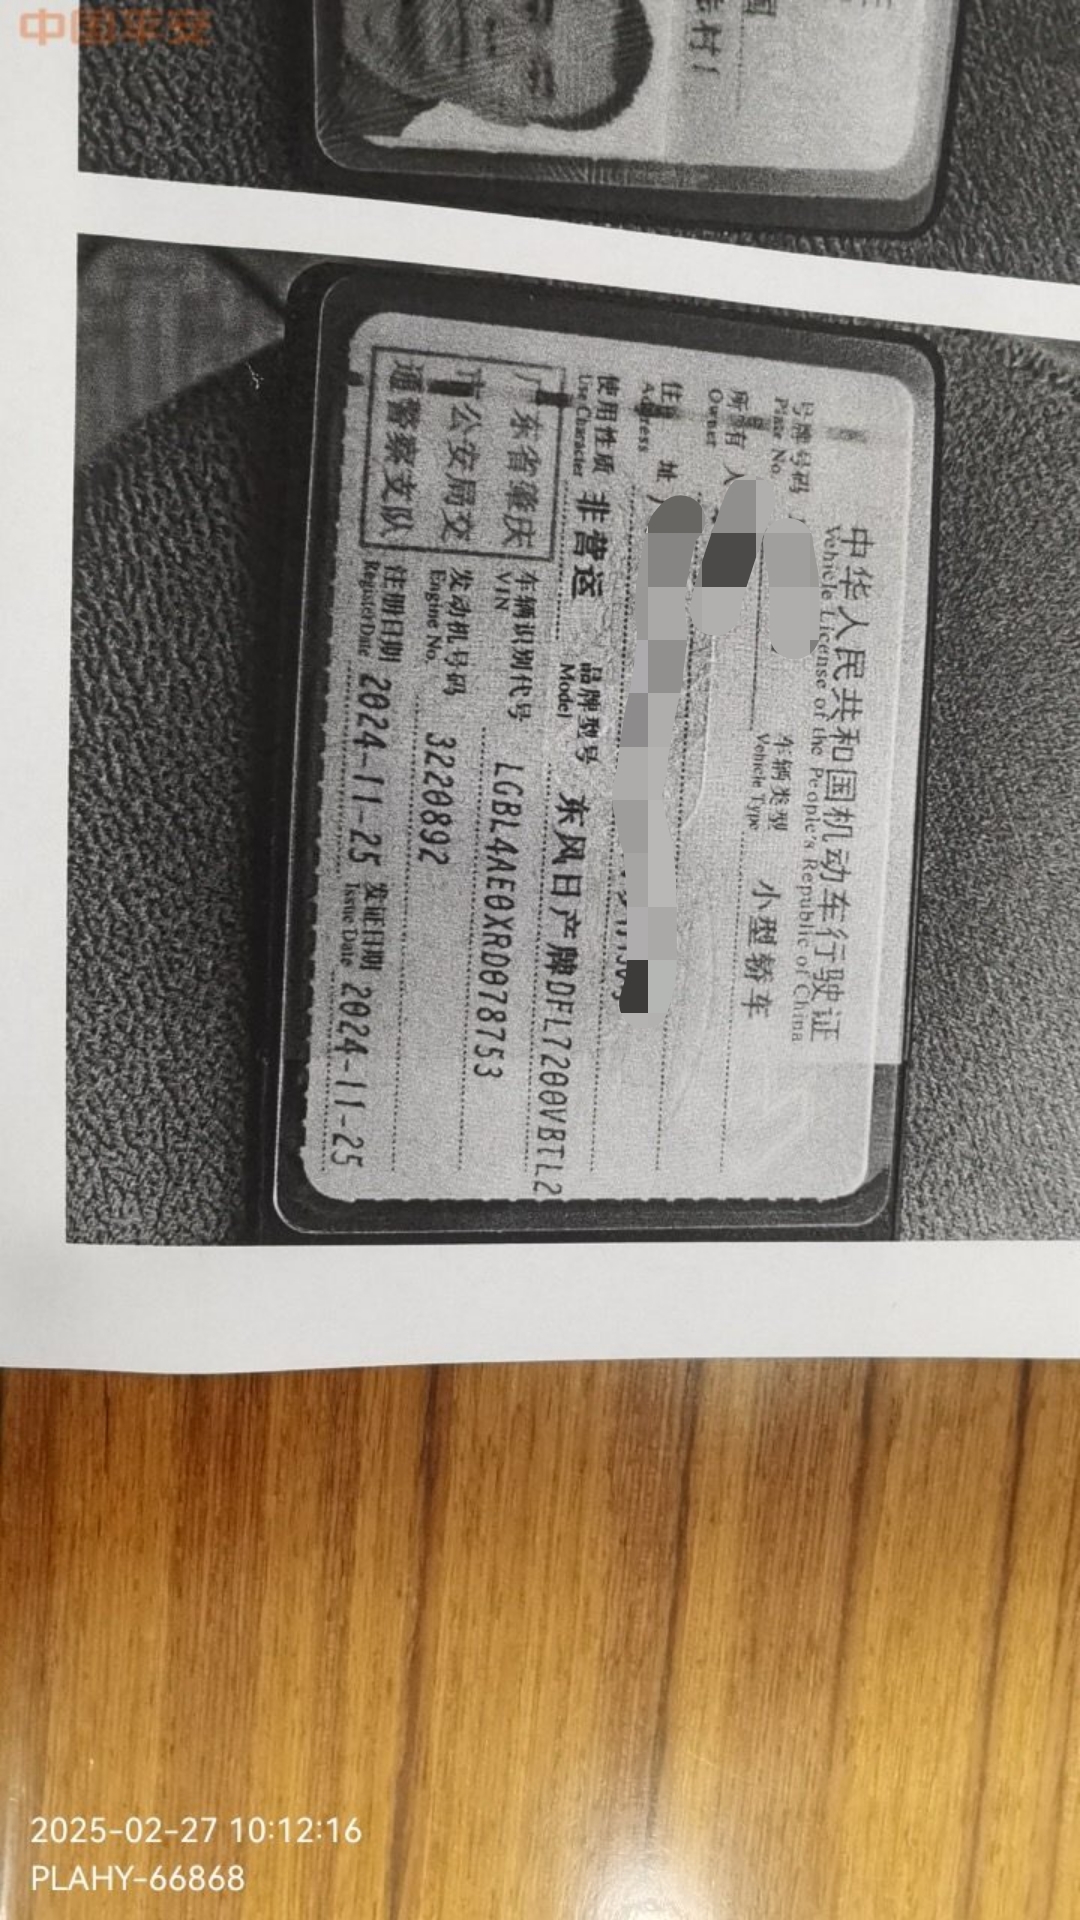 中国平安
中华人民共和国机动车行驶证
Vehicle License of the People's Republic of China
号牌号码
Plate No.
车辆类型 小型轿车
Vehicle Type
所有人
Owner
住址
Address
使用性质 非营运
Use Character
品牌型号 东风日产牌DFL7200VBTL2
Model
广东省肇庆
市公安局交
通警察支队
车辆识别代号 LGBL4AE0XRD078753
VIN
发动机号码 3220892
Engine No.
注册日期 2024-11-25 发证日期 2024-11-25
Register Date Issue Date
2025-02-27 10:12:16
PLAHY-66868